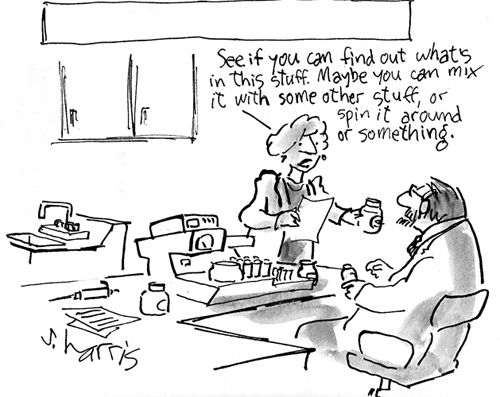 See if you can find out what's
in this stuff. Maybe you can mix
it with some other stuff, or
spin it around
or something.
s. harris